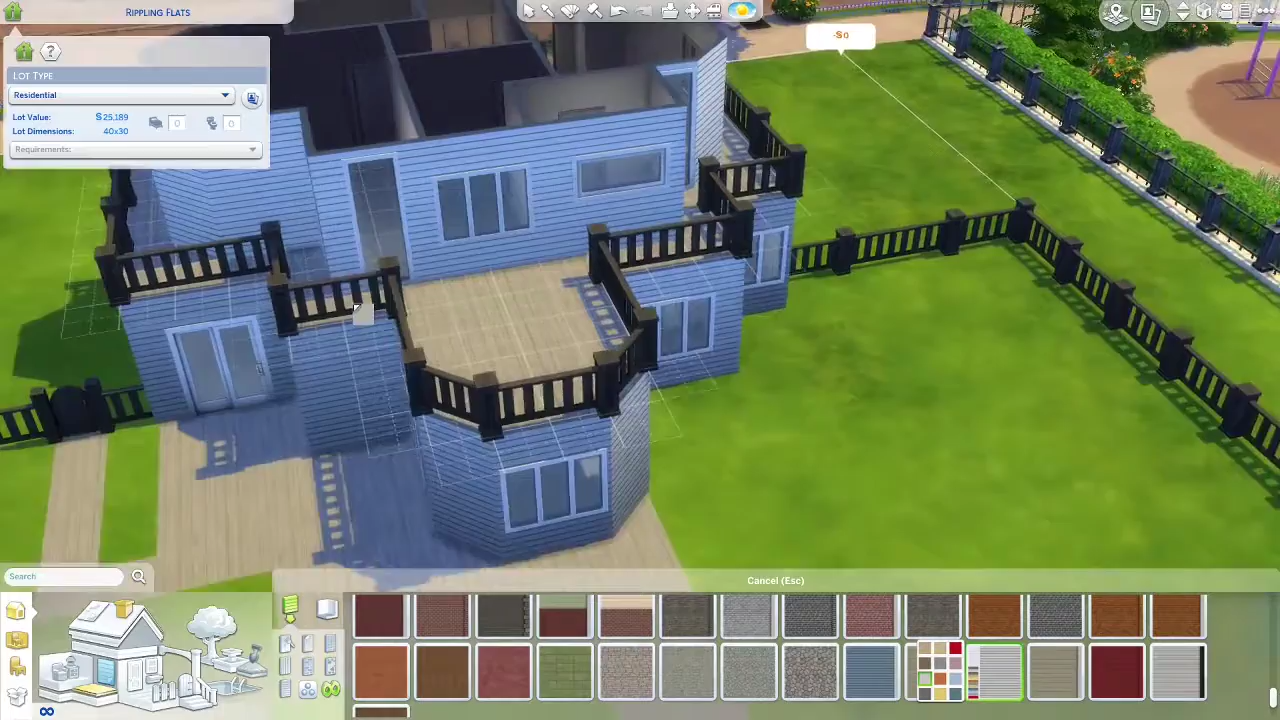 RIPPLING FLATS
-§0
LOT TYPE
Residential
Lot Value:
§25,189
0
0
Lot Dimensions:
40x30
Requirements:
Cancel (Esc)
Search